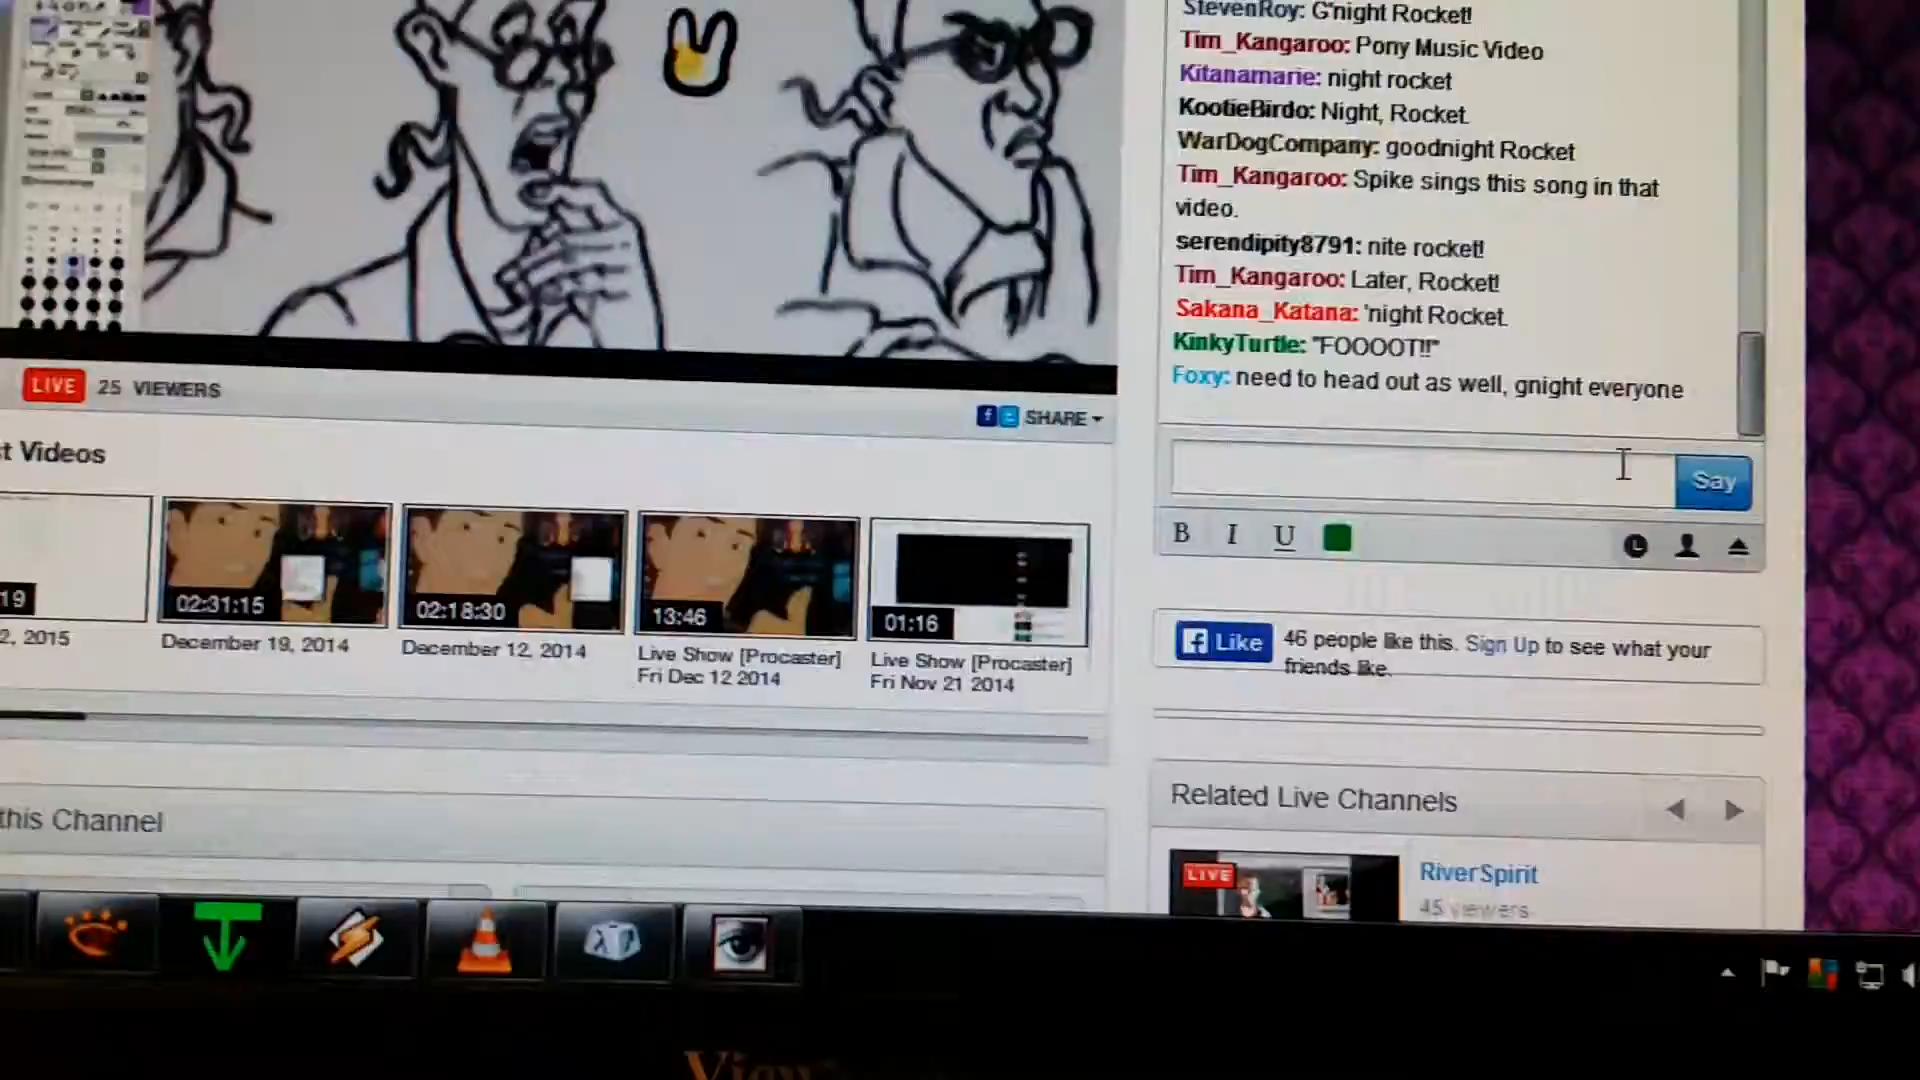 StevenRoy: G'night Rocket!
Tim_Kangaroo: Pony Music Video
Kitanamarie: night rocket
KootieBirdo: Night, Rocket.
WarDogCompany: goodnight Rocket
Tim_Kangaroo: Spike sings this song in that
video.
serendipity8791: nite rocket!
Tim_Kangaroo: Later, Rocket!
Sakana_Katana: 'night Rocket.
KinkyTurtle: "FOOOOT!!"
Foxy: need to head out as well, gnight everyone
Say
B I U
LIVE 25 VIEWERS
f SHARE
t Videos
19
02:31:15
02:18:30
13:46
01:16
2, 2015
December 19, 2014
December 12, 2014
Live Show [Procaster]
Fri Dec 12 2014
Live Show [Procaster]
Fri Nov 21 2014
f Like
46 people like this. Sign Up to see what your
friends like.
this Channel
Related Live Channels
LIVE
RiverSpirit
45 viewers
View